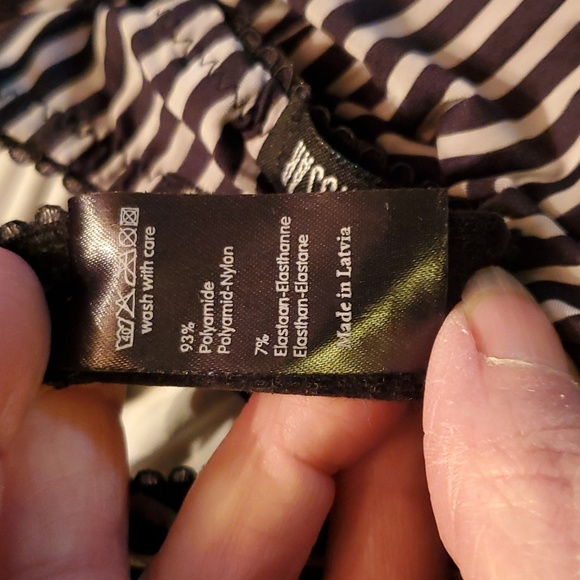 wash with care
93%
Polyamide
Polyamid-Nylon
7%
Elastaan-Elasthanne
Elasthan-Elastane
Made in Latvia